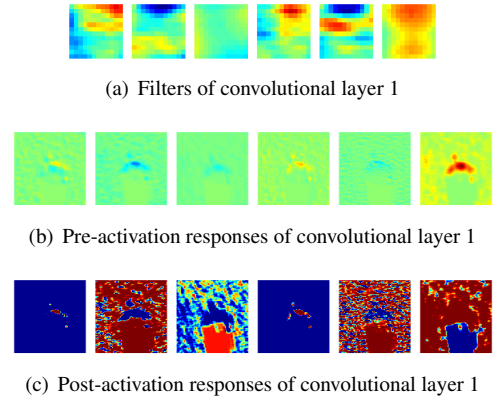 (a) Filters of convolutional layer 1
(b) Pre-activation responses of convolutional layer 1
(c) Post-activation responses of convolutional layer 1